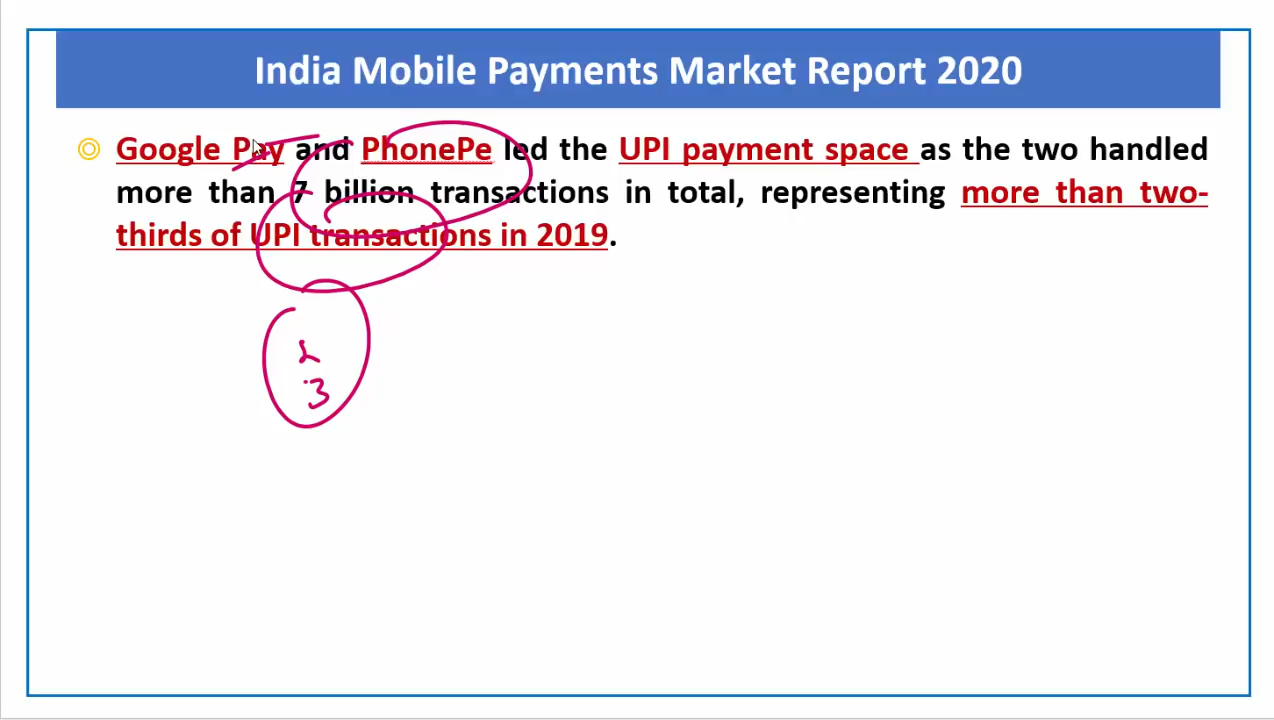 India Mobile Payments Market Report 2020
Google Pay and PhonePe led the UPI payment space as the two handled
more than 7 billion transactions in total, representing more than two-
thirds of UPI transactions in 2019.
3